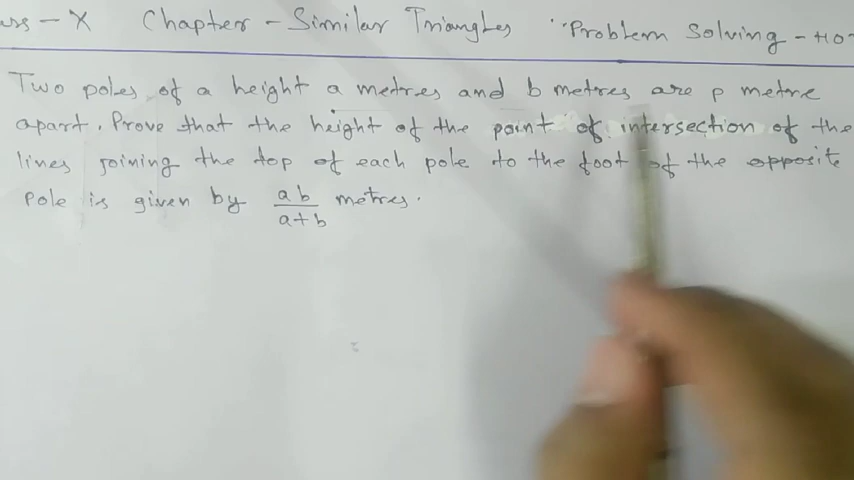 Chapter - Similar Triangles "Problem Solving -
Two poles of a height a metres and b metres are p metre
apart. Prove that the height of the point of intersection of the
lines joining the top of each pole to the foot of the opposite
pole is given by ab/a+b metres.